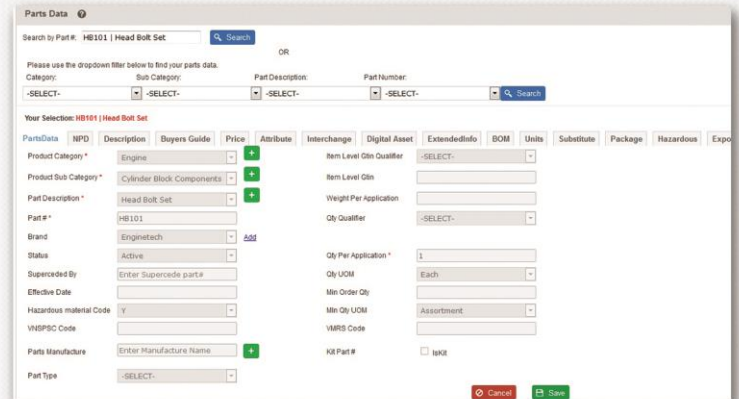 Parts Data ?
Search by Part #: HB101 | Head Bolt Set Search
OR
Please use the dropdown filter below to find your parts data.
Category: Sub Category: Part Description: Part Number:
-SELECT- -SELECT- -SELECT- -SELECT- Search
Your Selection: HB101 | Head Bolt Set
PartsData NPD Description Buyers Guide Price Attribute Interchange Digital Asset ExtendedInfo BOM Units Substitute Package Hazardous Expo
Product Category * Engine + Item Level Gtin Qualifier -SELECT-
Product Sub Category * Cylinder Block Components + Item Level Gtin
Part Description * Head Bolt Set + Weight Per Application
Part # * HB101 Qty Qualifier -SELECT-
Brand Enginetech Add
Status Active Qty Per Application * 1
Superceded By Enter Supercede part# Qty UOM Each
Effective Date Min Order Qty
Hazardous material Code Y Min Qty UOM Assortment
VNSPSC Code VMRS Code
Parts Manufacture Enter Manufacture Name + Kit Part # IsKit
Part Type -SELECT-
Cancel Save